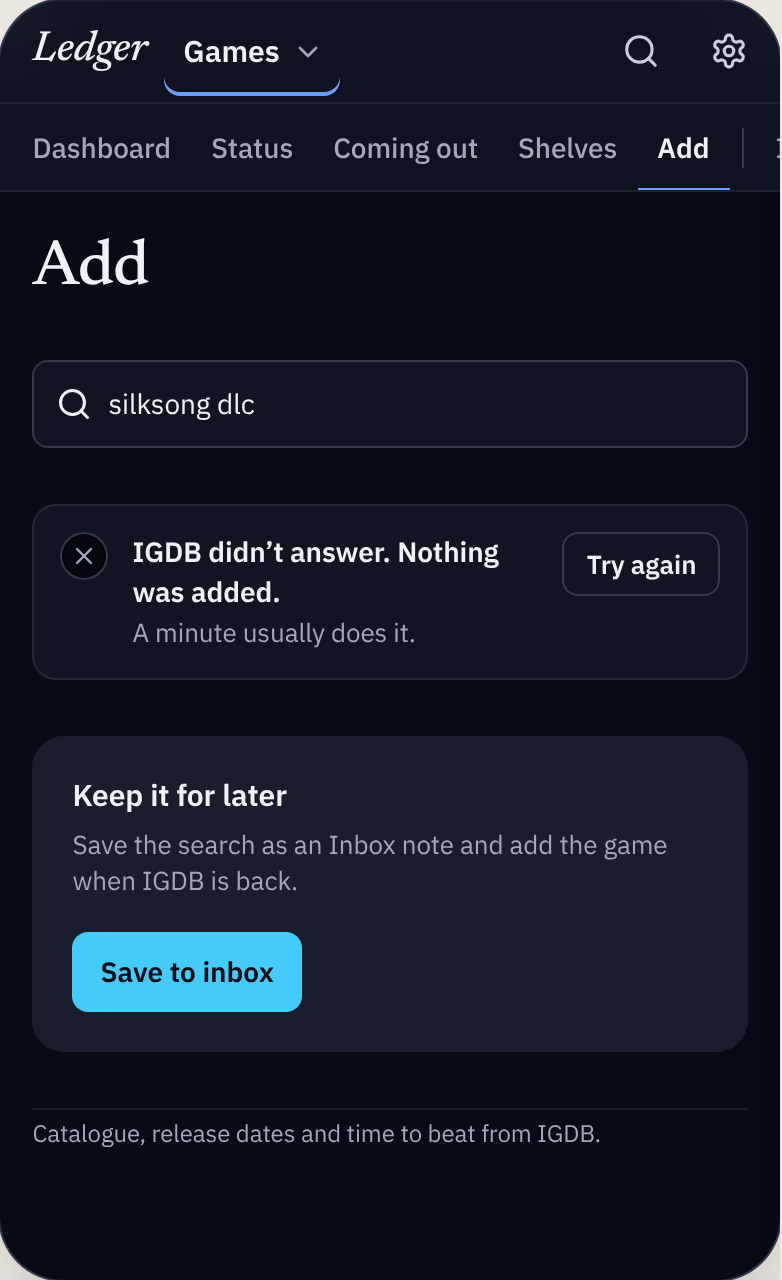 Ledger Games
Dashboard Status Coming out Shelves Add
Add
silksong dlc
IGDB didn’t answer. Nothing
was added.
Try again
A minute usually does it.
Keep it for later
Save the search as an Inbox note and add the game
when IGDB is back.
Save to inbox
Catalogue, release dates and time to beat from IGDB.